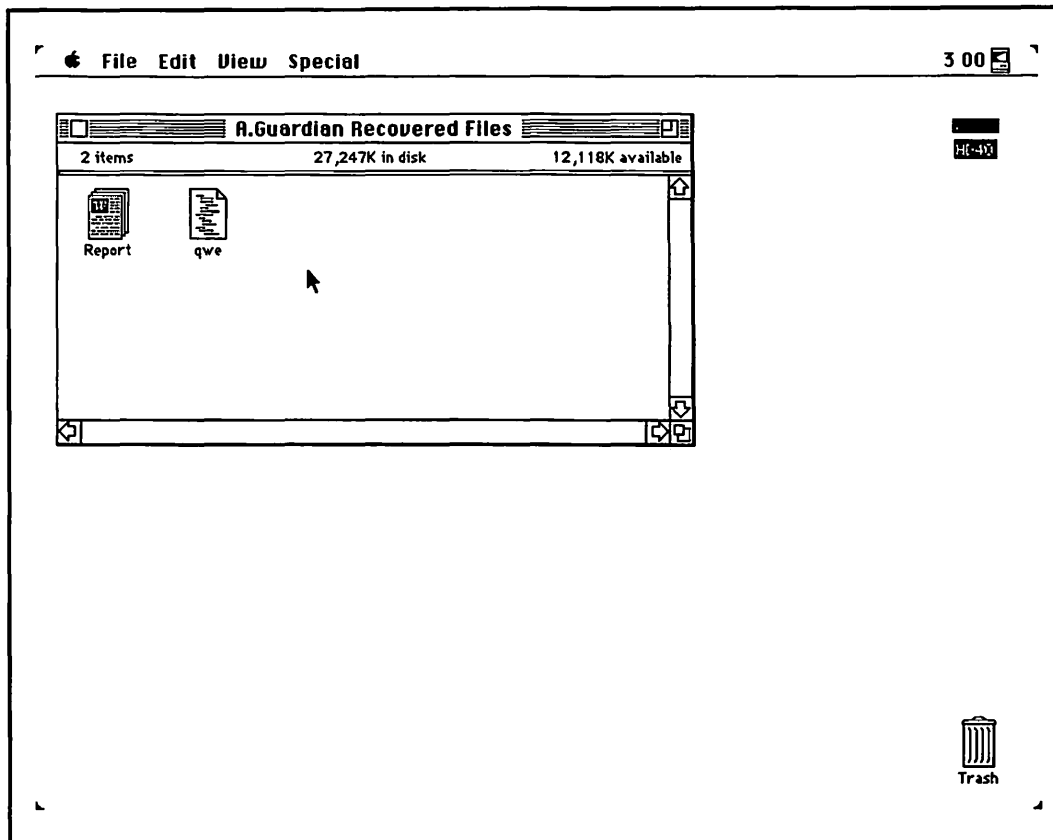 File Edit View Special 3 00
A.Guardian Recovered Files
2 items 27,247K in disk 12,118K available
Report qwe
Trash